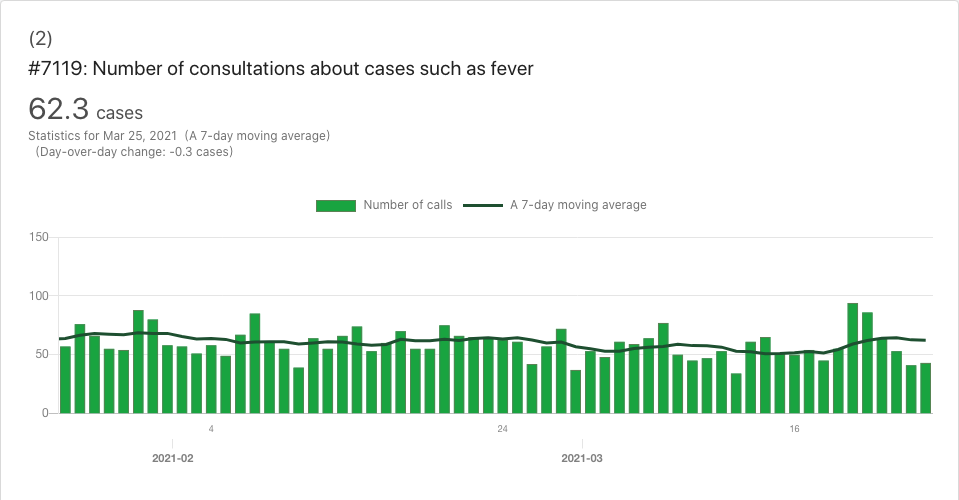 (2)
#7119: Number of consultations about cases such as fever
62.3 cases
Statistics for Mar 25, 2021 (A 7-day moving average)
(Day-over-day change: -0.3 cases)
Number of calls A 7-day moving average
150
100
50
0
4 24 16
2021-02 2021-03